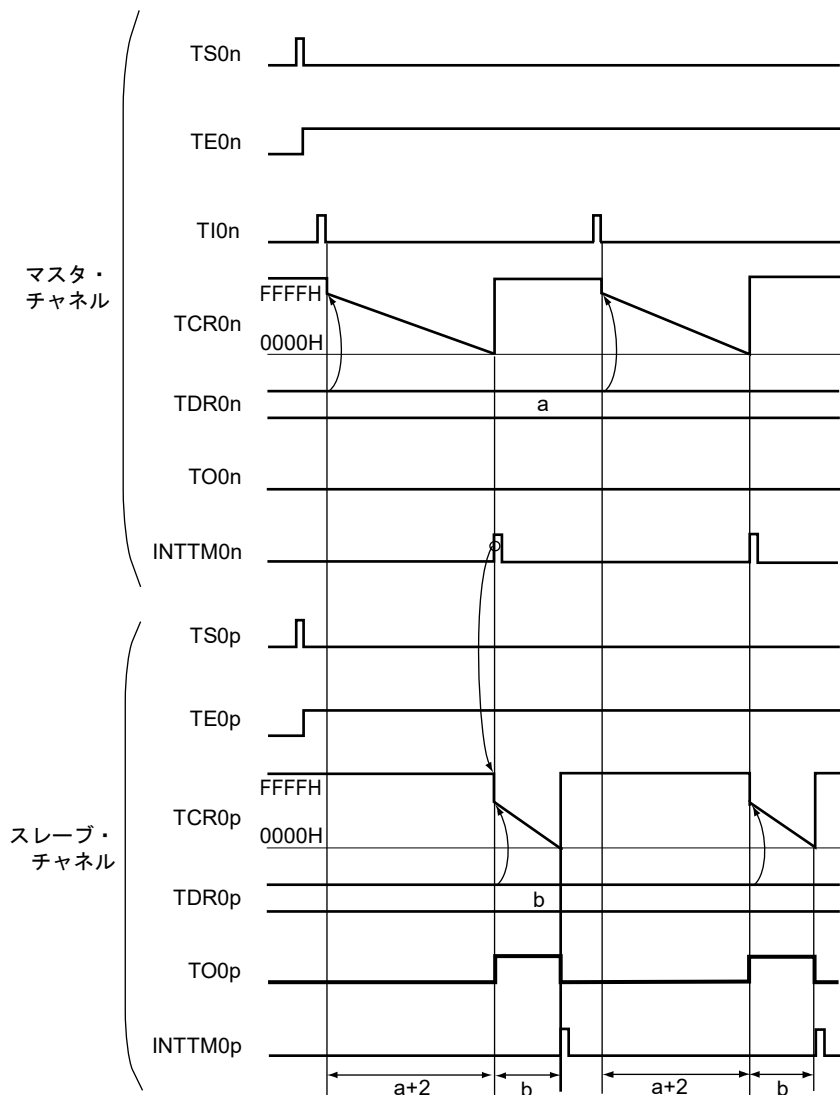 TS0n
TE0n
TI0n
マスタ・
チャネル
FFFFH
TCR0n
0000H
TDR0n
a
TO0n
INTTM0n
TS0p
TE0p
FFFFH
TCR0p
0000H
スレーブ・
チャネル
TDR0p
b
TO0p
INTTM0p
a+2
b
a+2
b